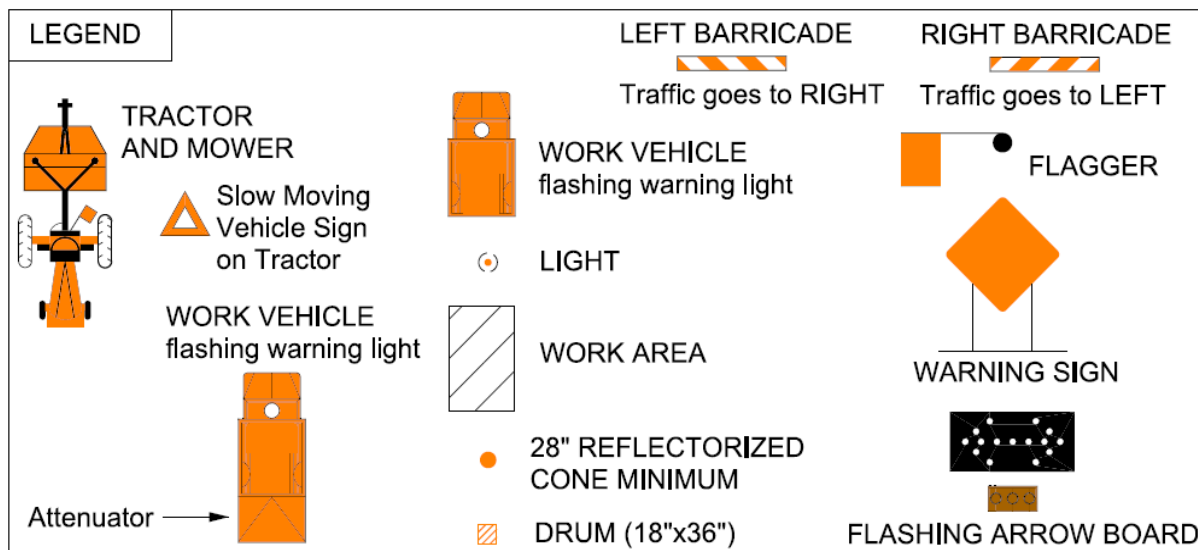 LEGEND
LEFT BARRICADE
Traffic goes to RIGHT
RIGHT BARRICADE
Traffic goes to LEFT
TRACTOR
AND MOWER
Slow Moving
Vehicle Sign
on Tractor
WORK VEHICLE
flashing warning light
FLAGGER
LIGHT
WORK VEHICLE
flashing warning light
WORK AREA
WARNING SIGN
28" REFLECTORIZED
CONE MINIMUM
Attenuator
DRUM (18"x36")
FLASHING ARROW BOARD